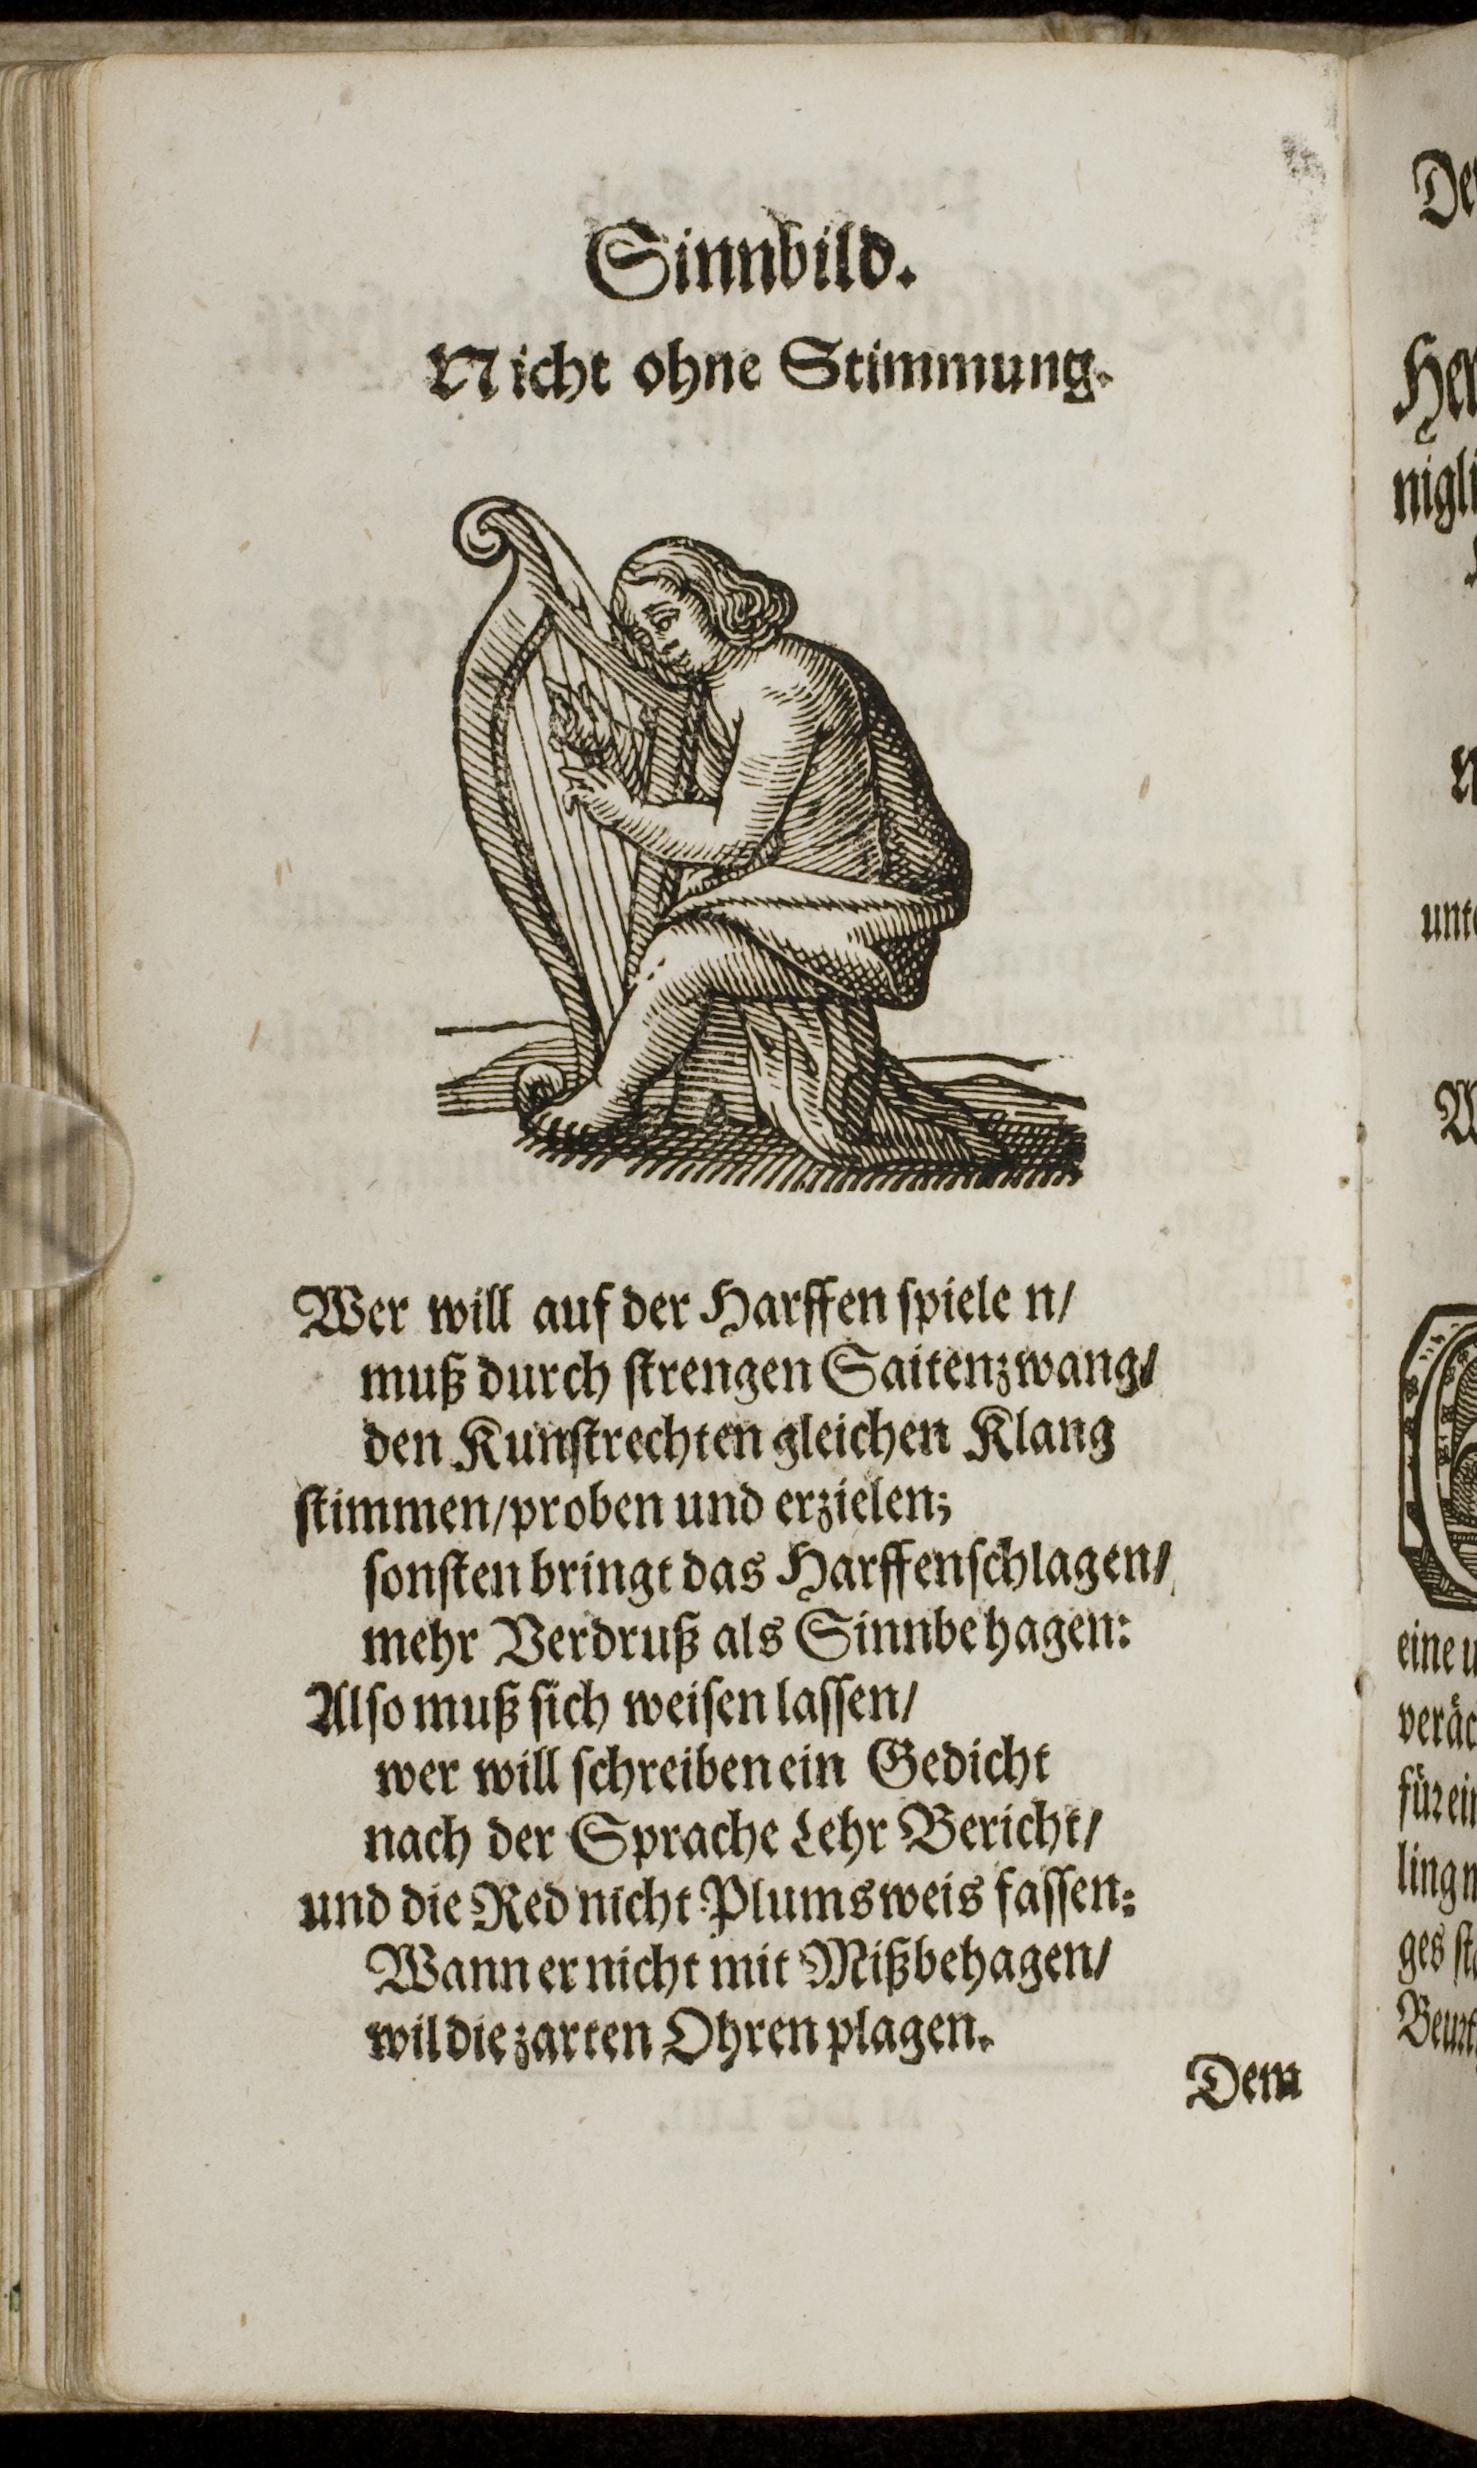 Sinnbild.
Nicht ohne Stimmung.
Wer will auf der Harffen spiele n/
muß durch strengen Saitenzwang/
den Kunstrechten gleichen Klang
stimmen/proben und erzielen;
sonsten bringt das Harffenschlagen/
mehr Verdruß als Sinnbehagen:
Also muß sich weisen lassen/
wer will schreiben ein Gedicht
nach der Sprache Lehr Bericht/
und die Red nicht Plumsweis fassen:
Wann er nicht mit Mißbehagen/
wil die zarten Ohren plagen.
Dem
eine